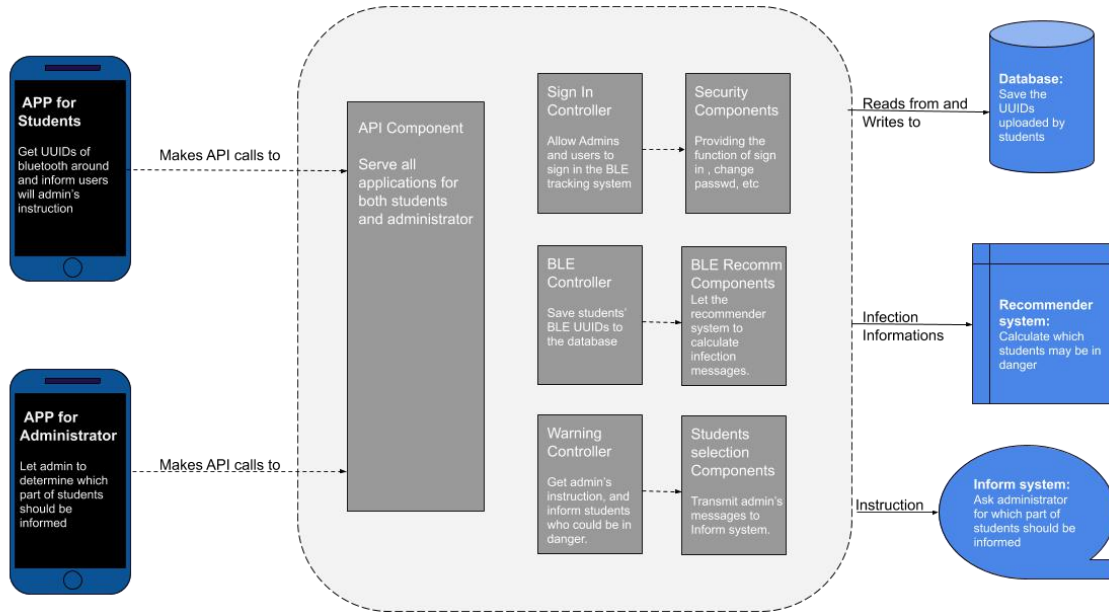 APP for
Students
Get UUIDs of
bluetooth around
and inform users
will admin's
instruction
Makes API calls to
APP for
Administrator
Let admin to
determine which
part of students
should be
informed
Makes API calls to
API Component
Serve all
applications for
both students
and administrator
Sign In
Controller
Allow Admins
and users to
sign in the BLE
tracking system
Security
Components
Providing the
function of sign
in , change
passwd, etc
BLE
Controller
Save students'
BLE UUIDs to
the database
BLE Recomm
Components
Let the
recommender
system to
calculate
infection
messages.
Warning
Controller
Get admin's
instruction, and
inform students
who could be in
danger.
Students
selection
Components
Transmit admin's
messages to
Inform system.
Reads from and
Writes to
Database:
Save the
UUIDs
uploaded by
students
Infection
Informations
Recommender
system:
Calculate which
students may be in
danger
Instruction
Inform system:
Ask administrator
for which part of
students should be
informed